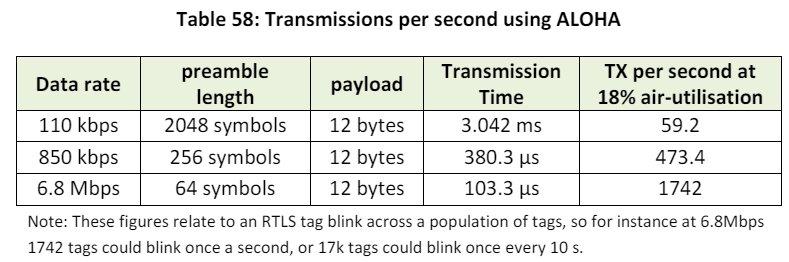 Table 58: Transmissions per second using ALOHA
Data rate preamble length payload Transmission Time TX per second at 18% air-utilisation
110 kbps 2048 symbols 12 bytes 3.042 ms 59.2
850 kbps 256 symbols 12 bytes 380.3 µs 473.4
6.8 Mbps 64 symbols 12 bytes 103.3 µs 1742
Note: These figures relate to an RTLS tag blink across a population of tags, so for instance at 6.8Mbps
1742 tags could blink once a second, or 17k tags could blink once every 10 s.